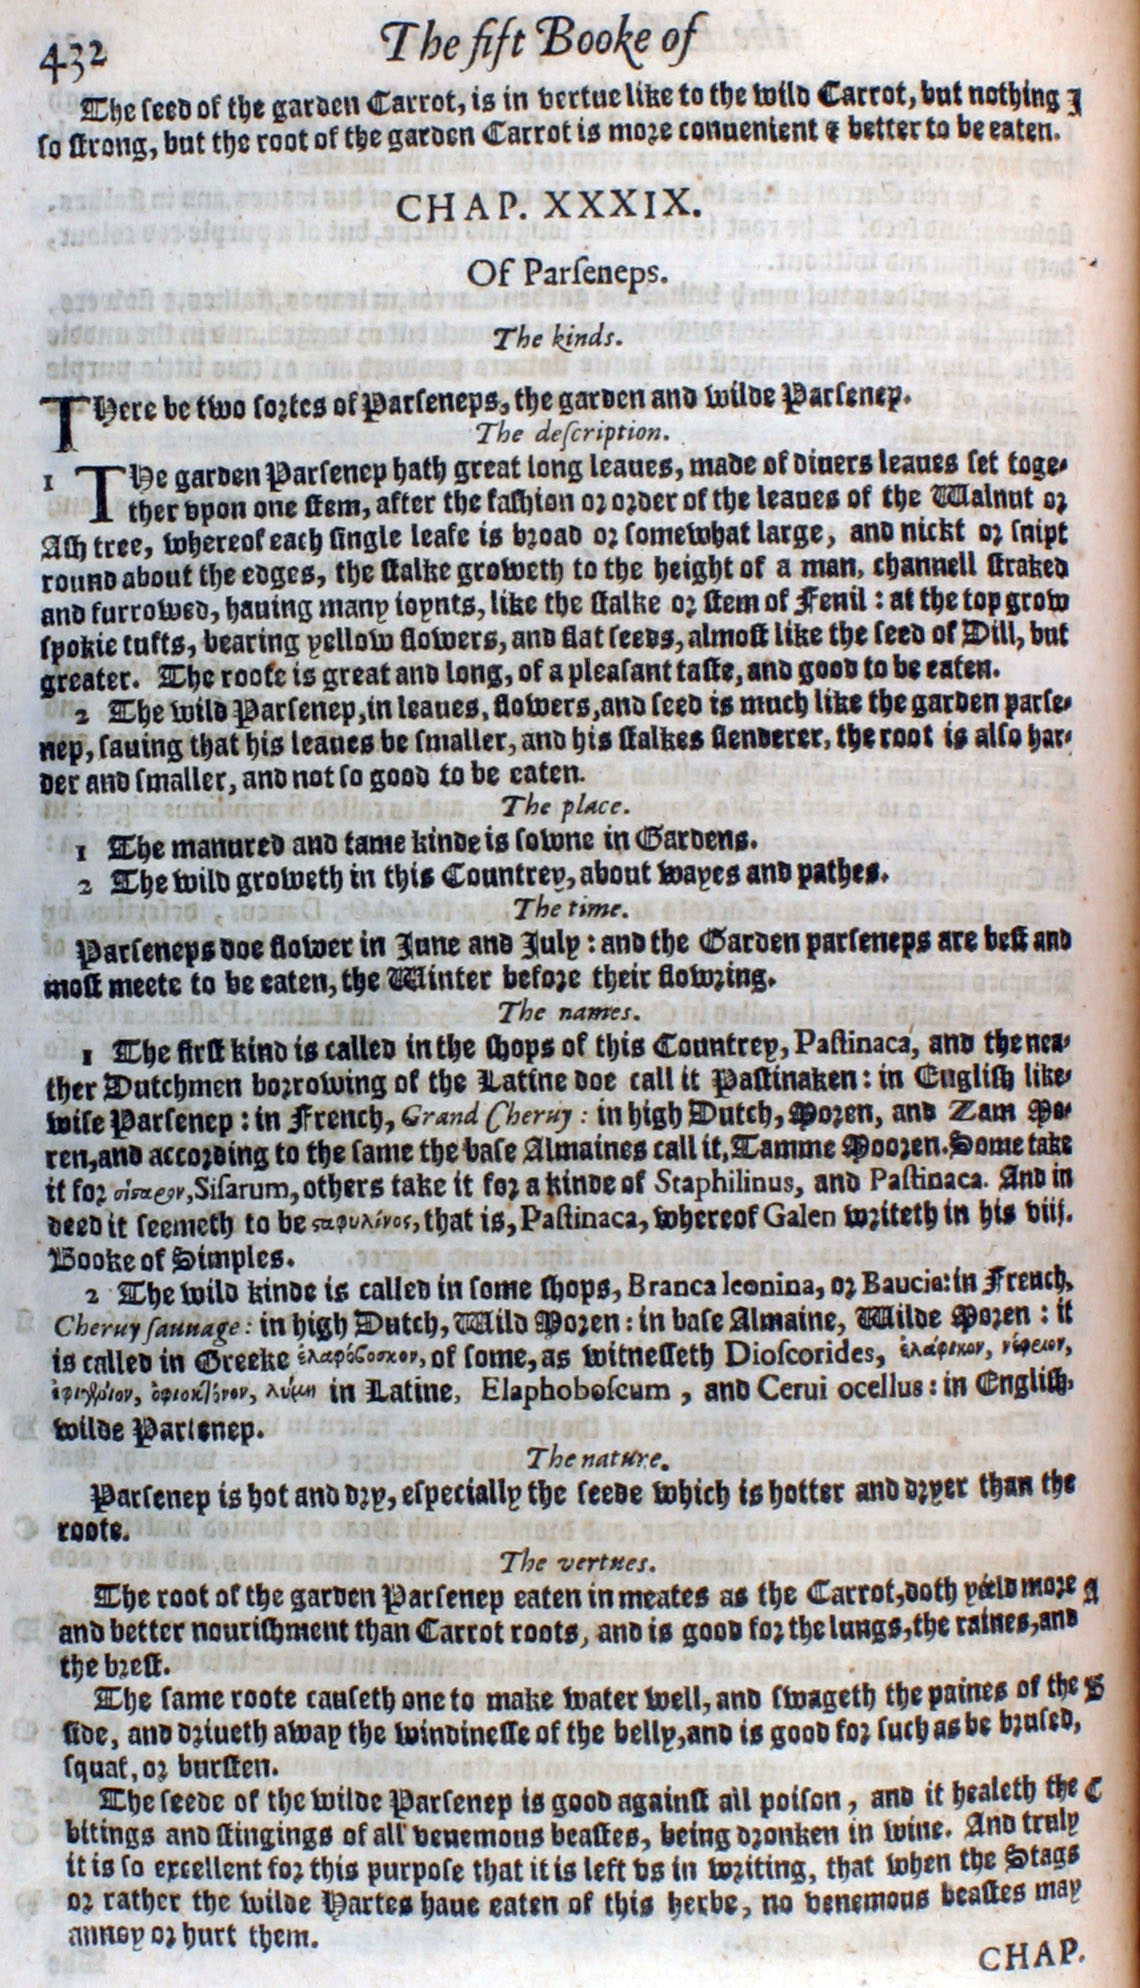 432 The fift Booke of
The seed of the garden Carrot, is in vertue like to the wild Carrot, but nothing J
so strong, but the root of the garden Carrot is more conuenient & better to be eaten.
CHAP. XXXIX.
Of Parſeneps.
The kinds.
THere be two sortes of Parseneps, the garden and wilde Parsenep.
The deſcription.
1 THe garden Parsenep hath great long leaues, made of diuers leaues set toge-
ther vpon one stem, after the fashion or order of the leaues of the Walnut or
Ash tree, whereof each single leafe is broad or somewhat large, and nickt or snipt
round about the edges, the stalke groweth to the height of a man, channell straked
and furrowed, hauing many ioynts, like the stalke or stem of Fenil : at the top grow
spokie tufts, bearing yellow flowers, and flat seeds, almost like the seed of Dill, but
greater. The roote is great and long, of a pleasant taste, and good to be eaten.
2 The wild Parsenep, in leaues, flowers, and seed is much like the garden parse-
nep, sauing that his leaues be smaller, and his stalkes slenderer, the root is also har-
der and smaller, and not so good to be eaten.
The place.
1 The manured and tame kinde is sowne in Gardens.
2 The wild groweth in this Countrey, about wayes and pathes.
The time.
Parseneps doe flower in June and July : and the Garden parseneps are best and
most meete to be eaten, the Winter before their flowring.
The names.
1 The first kind is called in the shops of this Countrey, Paſtinaca, and the nea-
ther Dutchmen borrowing of the Latine doe call it Pastinaken : in English like-
wise Parsenep : in French, Grand Cheruy : in high Dutch, Moren, and Zam Mo-
ren, and according to the same the base Almaines call it, Tamme Mooren. Some take
it for σίσαρον, Siſarum, others take it for a kinde of Staphilinus, and Paſtinaca. And in
deed it seemeth to be ςαφυλίνος, that is, Paſtinaca, whereof Galen writeth in his viij.
Booke of Simples.
2 The wild kinde is called in some shops, Branca leonina, or Baucia: in French,
Cheruy ſauuage : in high Dutch, Wild Moren : in base Almaine, Wilde Moren : it
is called in Greeke ἐλαφόϐοσκον, of some, as witnesseth Dioſcorides, ἐλάφικον, νέφειον,
ὀφιοκτόνον, λύμη in Latine, Elaphoboſcum , and Cerui ocellus : in English,
wilde Parsenep.
The nature.
Parsenep is hot and dry, especially the seede which is hotter and dryer than the
roote.
The vertues.
The root of the garden Parsenep eaten in meates as the Carrot, doth yéeld more A
and better nourishment than Carrot roots, and is good for the lungs, the raines, and
the brest.
The same roote causeth one to make water well, and swageth the paines of the B
side, and driueth away the windinesse of the belly, and is good for such as be brused,
squat, or bursten.
The seede of the wilde Parsenep is good against all poison , and it healeth the C
bitings and stingings of all venemous beastes, being dronken in wine. And truly
it is so excellent for this purpose that it is left vs in writing, that when the Stags
or rather the wilde Hartes haue eaten of this herbe, no venemous beastes may
annoy or hurt them.
CHAP.